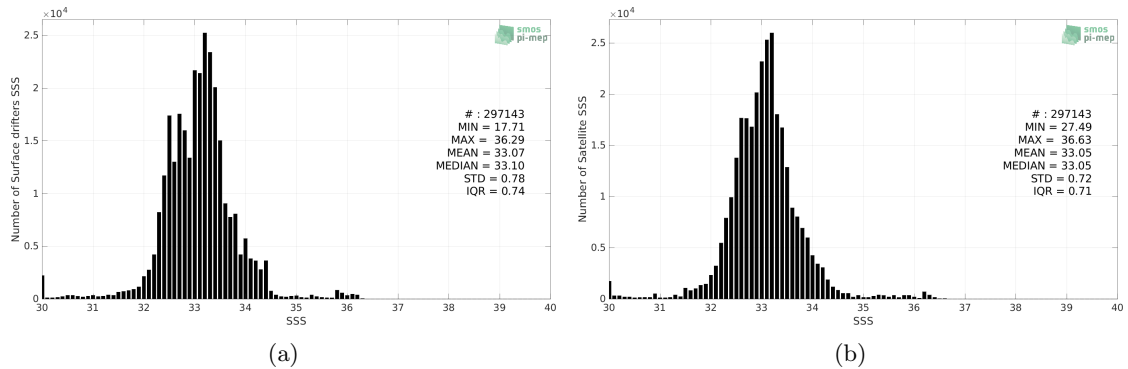 ×10⁴
smos
pi-mep
Number of Surface drifters SSS
2.5
2
1.5
1
0.5
0
# : 297143
MIN = 17.71
MAX = 36.29
MEAN = 33.07
MEDIAN = 33.10
STD = 0.78
IQR = 0.74
30 31 32 33 34 35 36 37 38 39 40
SSS
(a)
×10⁴
smos
pi-mep
Number of Satellite SSS
2.5
2
1.5
1
0.5
0
# : 297143
MIN = 27.49
MAX = 36.63
MEAN = 33.05
MEDIAN = 33.05
STD = 0.72
IQR = 0.71
30 31 32 33 34 35 36 37 38 39 40
SSS
(b)